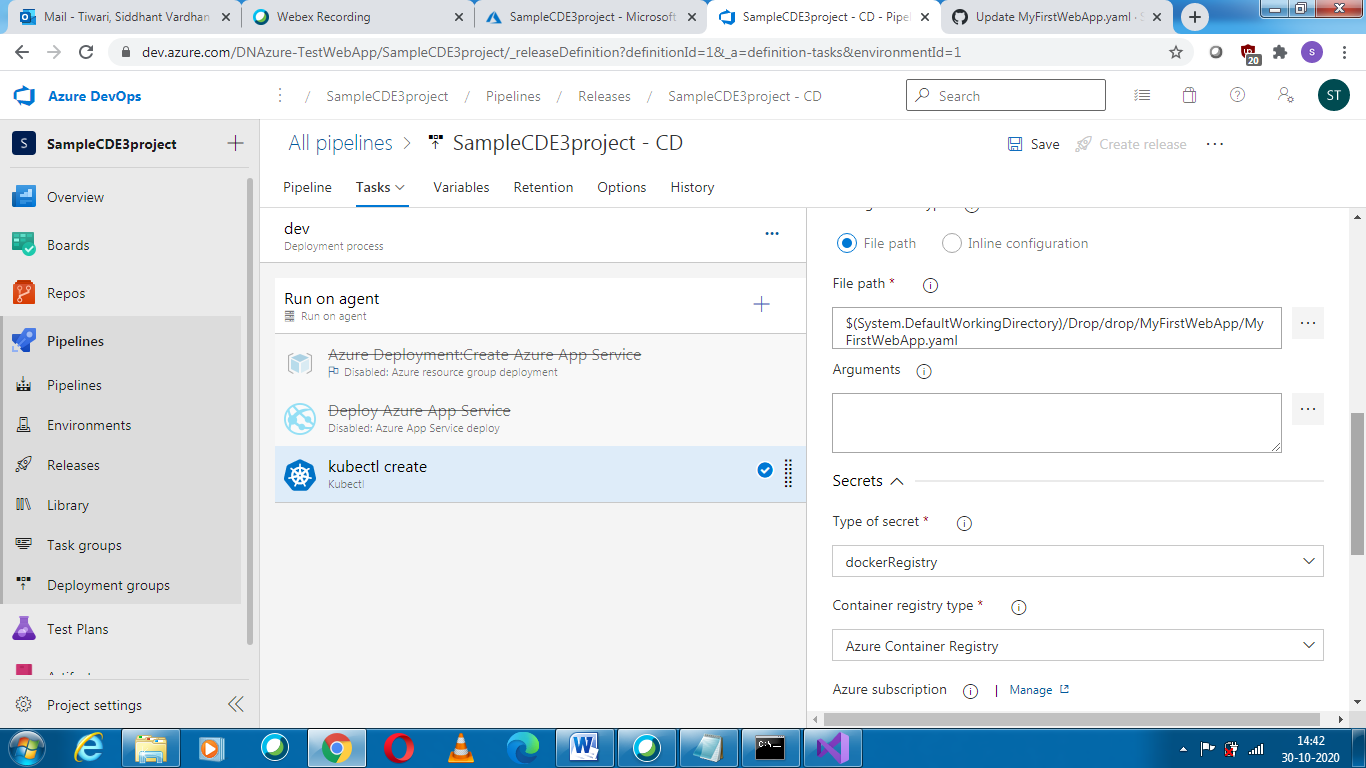 Mail - Tiwari, Siddhant Vardhan
Webex Recording
SampleCDE3project - Microsoft
SampleCDE3project - CD - Pipel
Update MyFirstWebApp.yaml · S
dev.azure.com/DNAzure-TestWebApp/SampleCDE3project/_releaseDefinition?definitionId=1&_a=definition-tasks&environmentId=1
20
S
Azure DevOps
/ SampleCDE3project / Pipelines / Releases / SampleCDE3project - CD
Search
ST
S SampleCDE3project
Overview
Boards
Repos
Pipelines
Pipelines
Environments
Releases
Library
Task groups
Deployment groups
Test Plans
Project settings
All pipelines > SampleCDE3project - CD
Save
Create release
Pipeline
Tasks
Variables
Retention
Options
History
dev
Deployment process
Run on agent
Run on agent
Azure Deployment:Create Azure App Service
Disabled: Azure resource group deployment
Deploy Azure App Service
Disabled: Azure App Service deploy
kubectl create
Kubectl
File path
Inline configuration
File path *
$(System.DefaultWorkingDirectory)/Drop/drop/MyFirstWebApp/My
FirstWebApp.yaml
Arguments
Secrets
Type of secret *
dockerRegistry
Container registry type *
Azure Container Registry
Azure subscription | Manage
14:42
30-10-2020